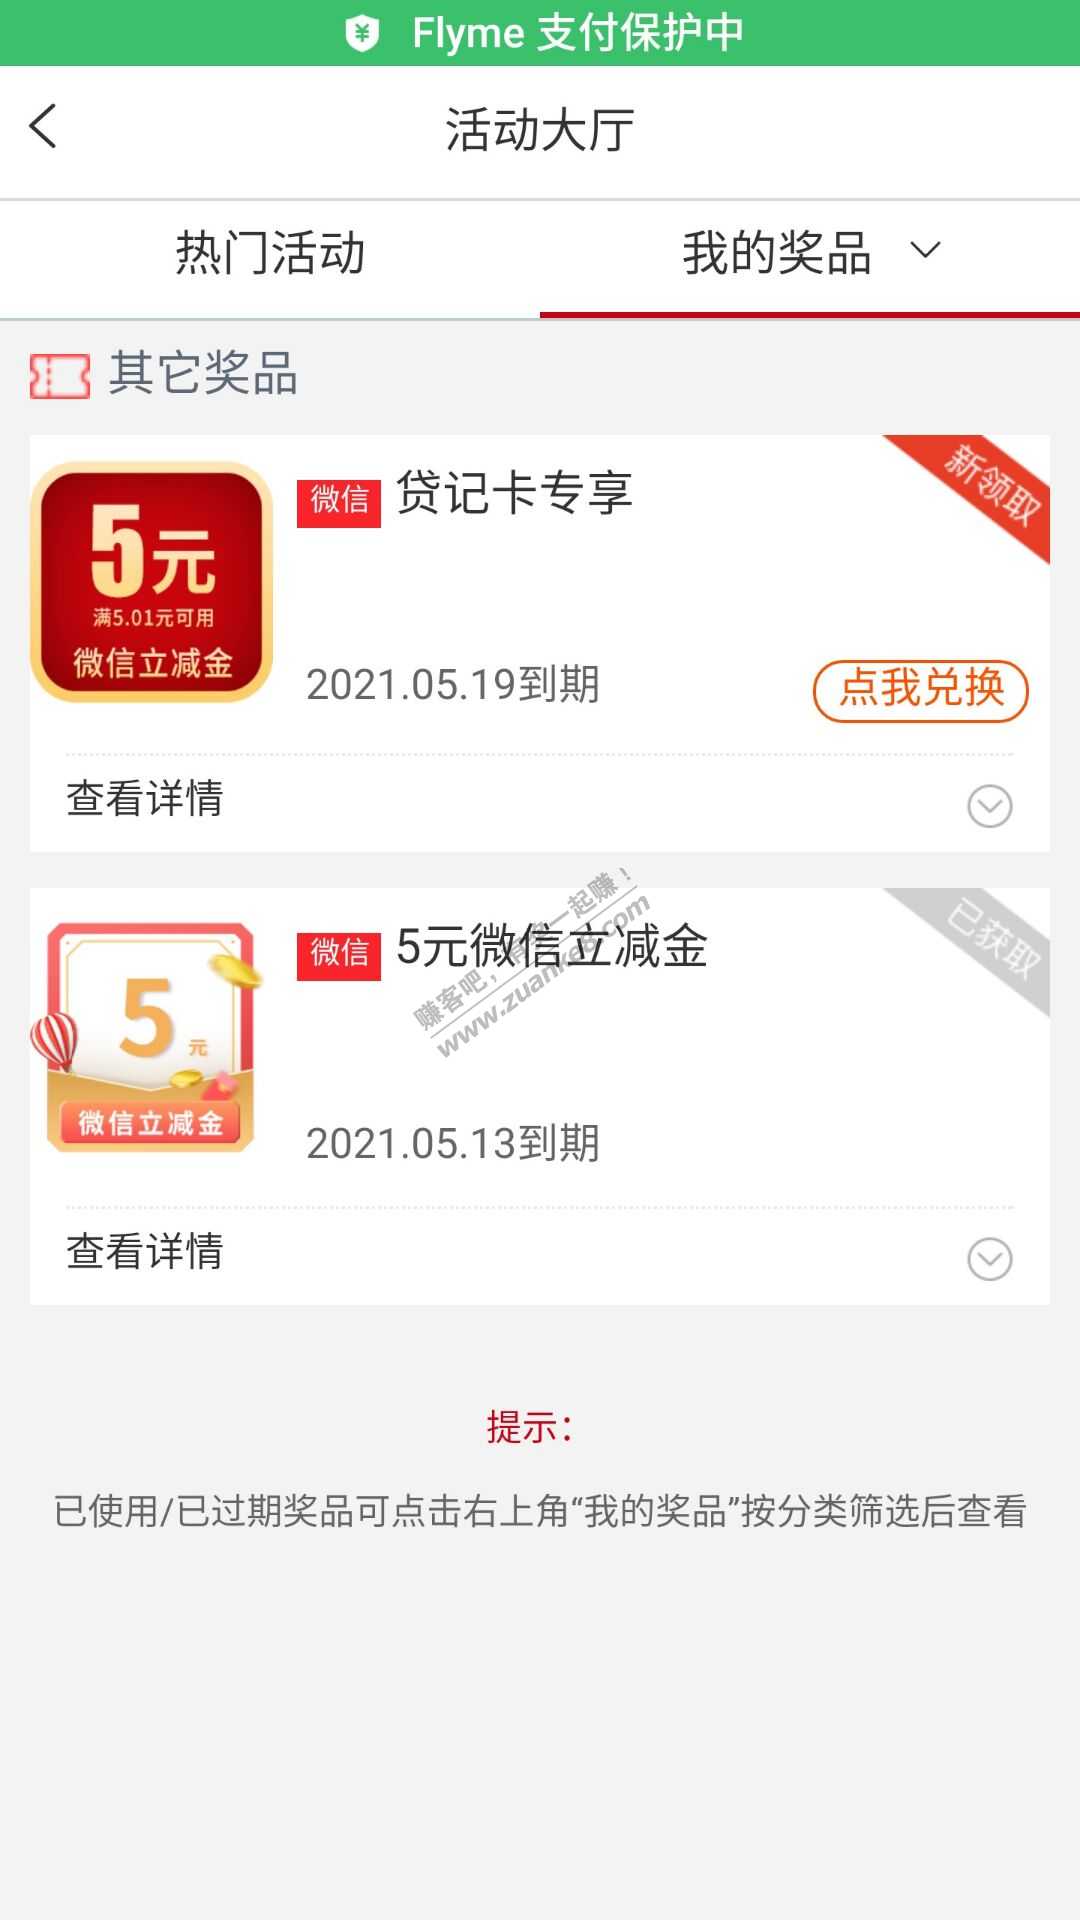 Flyme 支付保护中
活动大厅
热门活动
我的奖品
其它奖品
5元
满5.01元可用
微信立减金
微信 贷记卡专享
新领取
2021.05.19到期
点我兑换
查看详情
5元
微信立减金
微信 5元微信立减金
已获取
赚客吧，有奖一起赚！
www.zuanke8.com
2021.05.13到期
查看详情
提示：
已使用/已过期奖品可点击右上角“我的奖品”按分类筛选后查看